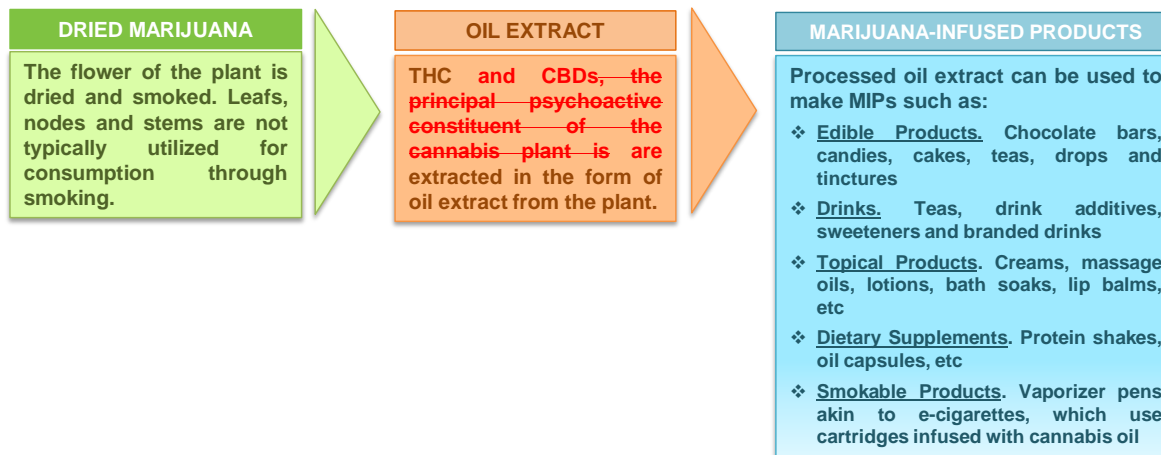 DRIED MARIJUANA
The flower of the plant is
dried and smoked. Leafs,
nodes and stems are not
typically utilized for
consumption through
smoking.
OIL EXTRACT
THC and CBDs, the
principal psychoactive
constituent of the
cannabis plant is are
extracted in the form of
oil extract from the plant.
MARIJUANA-INFUSED PRODUCTS
Processed oil extract can be used to
make MIPs such as:
❖ Edible Products. Chocolate bars,
candies, cakes, teas, drops and
tinctures
❖ Drinks. Teas, drink additives,
sweeteners and branded drinks
❖ Topical Products. Creams, massage
oils, lotions, bath soaks, lip balms,
etc
❖ Dietary Supplements. Protein shakes,
oil capsules, etc
❖ Smokable Products. Vaporizer pens
akin to e-cigarettes, which use
cartridges infused with cannabis oil